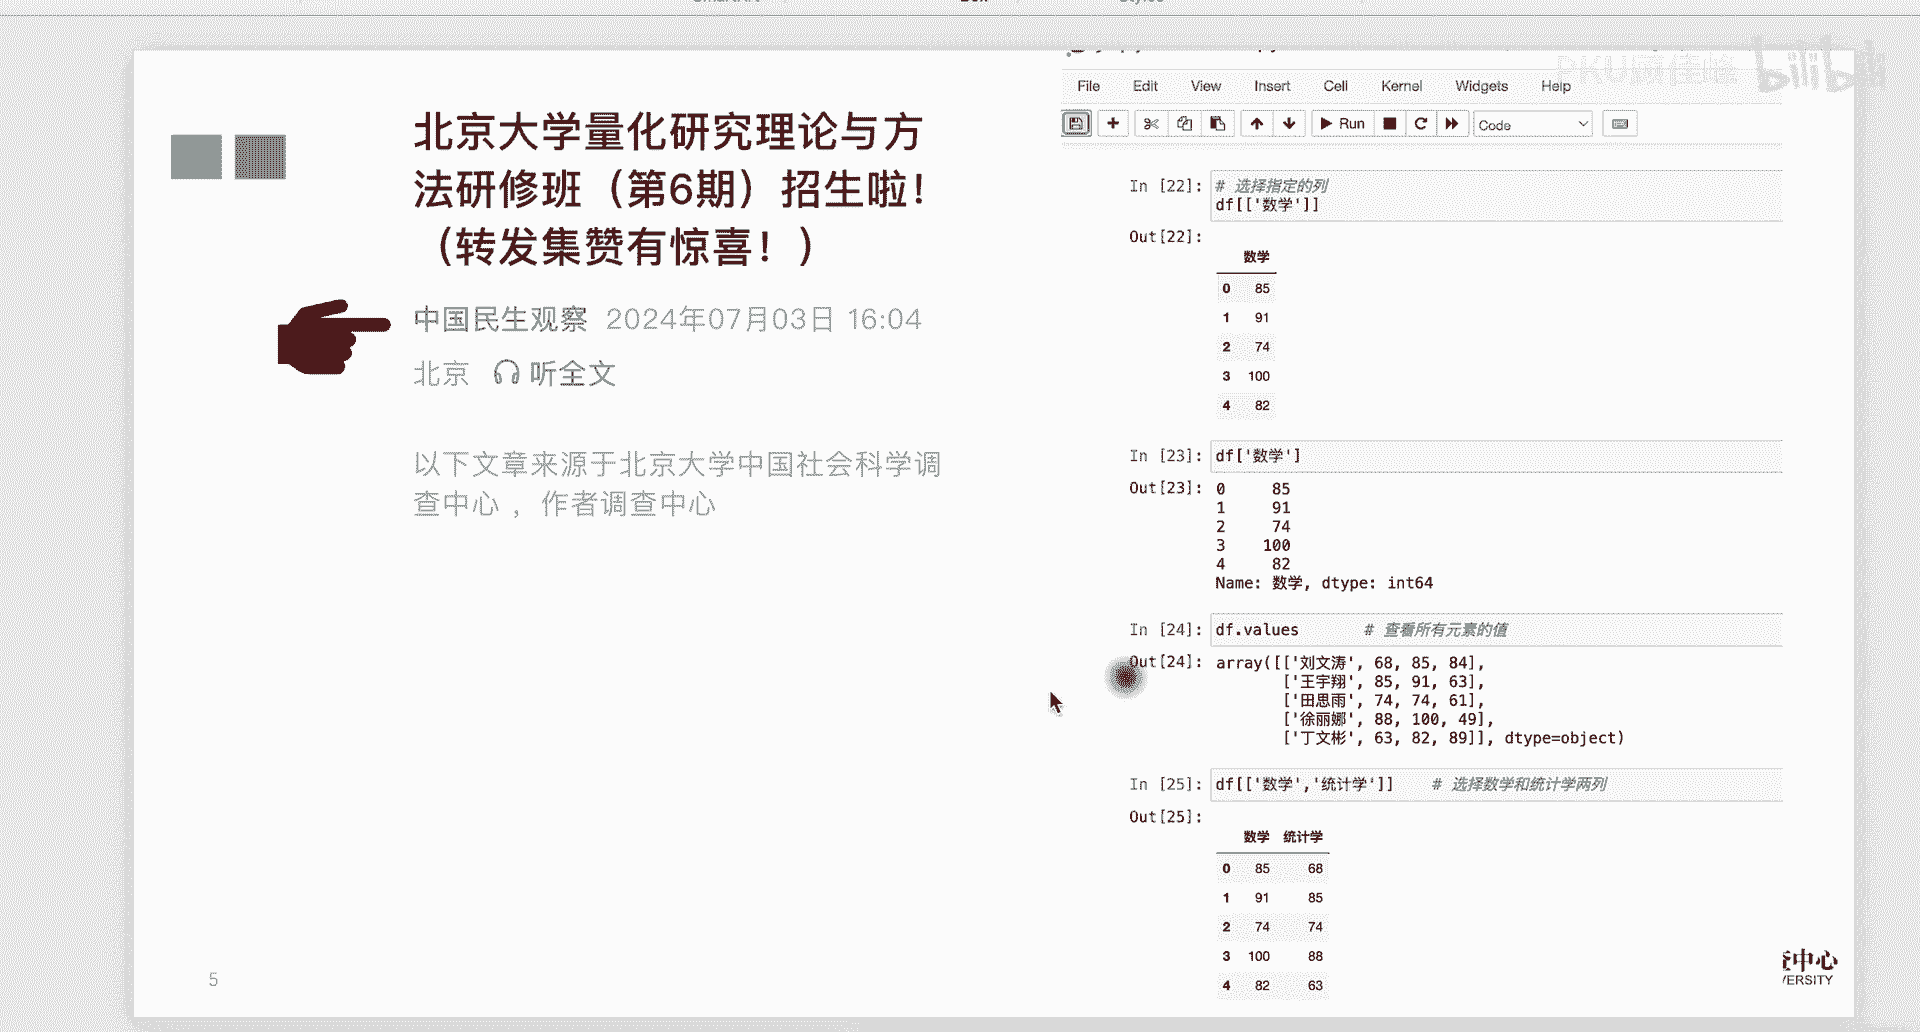 北京大学量化研究理论与方
法研修班（第6期）招生啦！
（转发集赞有惊喜！）
中国民生观察 2024年07月03日 16:04
北京 听全文
以下文章来源于北京大学中国社会科学调
查中心 ，作者调查中心
5
PKU顾佳峰 bilibili
File Edit View Insert Cell Kernel Widgets Help
Run Code
In [22]: # 选择指定的列
df[['数学']]
Out[22]:
数学
0 85
1 91
2 74
3 100
4 82
In [23]: df['数学']
Out[23]: 0 85
1 91
2 74
3 100
4 82
Name: 数学, dtype: int64
In [24]: df.values # 查看所有元素的值
Out[24]: array([['刘文涛', 68, 85, 84],
['王宇翔', 85, 91, 63],
['田思雨', 74, 74, 61],
['徐丽娜', 88, 100, 49],
['丁文彬', 63, 82, 89]], dtype=object)
In [25]: df[['数学','统计学']] # 选择数学和统计学两列
Out[25]:
数学 统计学
0 85 68
1 91 85
2 74 74
3 100 88
4 82 63
查中心
VERSITY